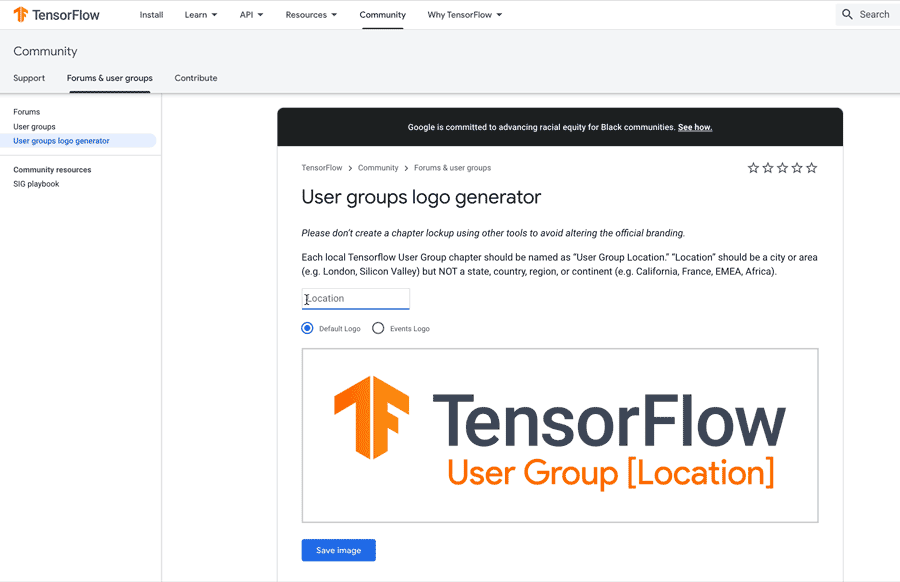 TensorFlow
Install Learn API Resources Community Why TensorFlow Search
Community
Support Forums & user groups Contribute
Forums
User groups
User groups logo generator
Community resources
SIG playbook
Google is committed to advancing racial equity for Black communities. See how.
TensorFlow Community Forums & user groups
User groups logo generator
Please don't create a chapter lockup using other tools to avoid altering the official branding.
Each local Tensorflow User Group chapter should be named as “User Group Location.” “Location” should be a city or area
(e.g. London, Silicon Valley) but NOT a state, country, region, or continent (e.g. California, France, EMEA, Africa).
Location
Default Logo Events Logo
TensorFlow
User Group [Location]
Save image